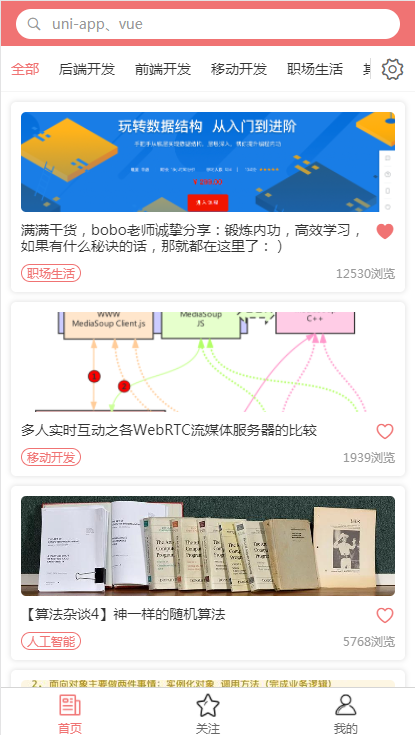 uni-app、vue
全部 后端开发 前端开发 移动开发 职场生活
玩转数据结构 从入门到进阶
进入介绍
满满干货，bobo老师诚挚分享：锻炼内功，高效学习，
如果有什么秘诀的话，那就都在这里了：）
职场生活
12530浏览
WWW
MediaSoup Client.js
MediaSoup
JS
C++
1
2
多人实时互动之各WebRTC流媒体服务器的比较
移动开发
1939浏览
【算法杂谈4】神一样的随机算法
人工智能
5768浏览
2. 面向对象主要做两件事情：实例化对象 调用方法（完成业务逻辑）
首页 关注 我的